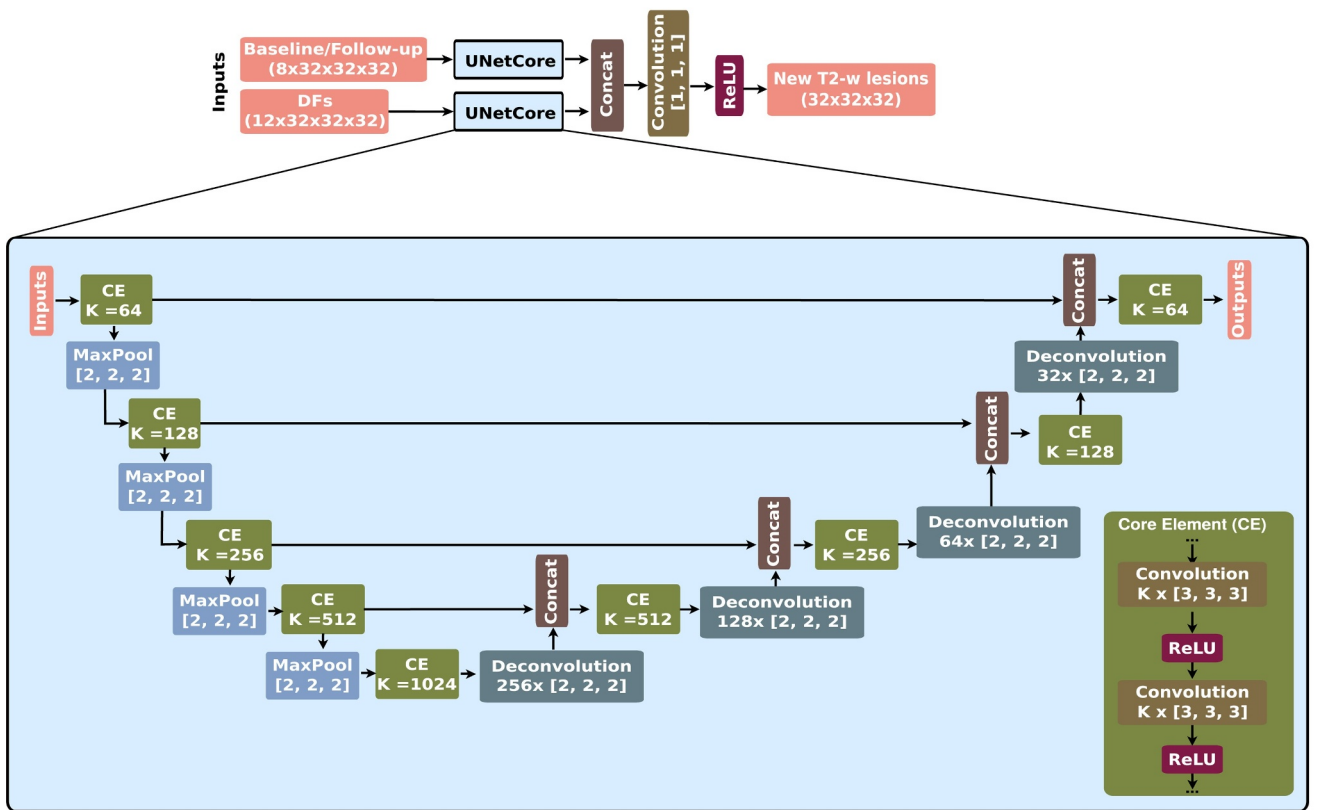 Inputs
Baseline/Follow-up
(8x32x32x32)
UNetCore
DFs
(12x32x32x32)
UNetCore
Concat
Convolution
[1, 1, 1]
ReLU
New T2-w lesions
(32x32x32)
Inputs
CE
K =64
MaxPool
[2, 2, 2]
CE
K =128
MaxPool
[2, 2, 2]
CE
K =256
MaxPool
[2, 2, 2]
CE
K =512
MaxPool
[2, 2, 2]
CE
K =1024
Deconvolution
256x [2, 2, 2]
Concat
CE
K =512
Deconvolution
128x [2, 2, 2]
Concat
CE
K =256
Deconvolution
64x [2, 2, 2]
Concat
CE
K =128
Deconvolution
32x [2, 2, 2]
Concat
CE
K =64
Outputs
Core Element (CE)
...
Convolution
K x [3, 3, 3]
ReLU
Convolution
K x [3, 3, 3]
ReLU
...